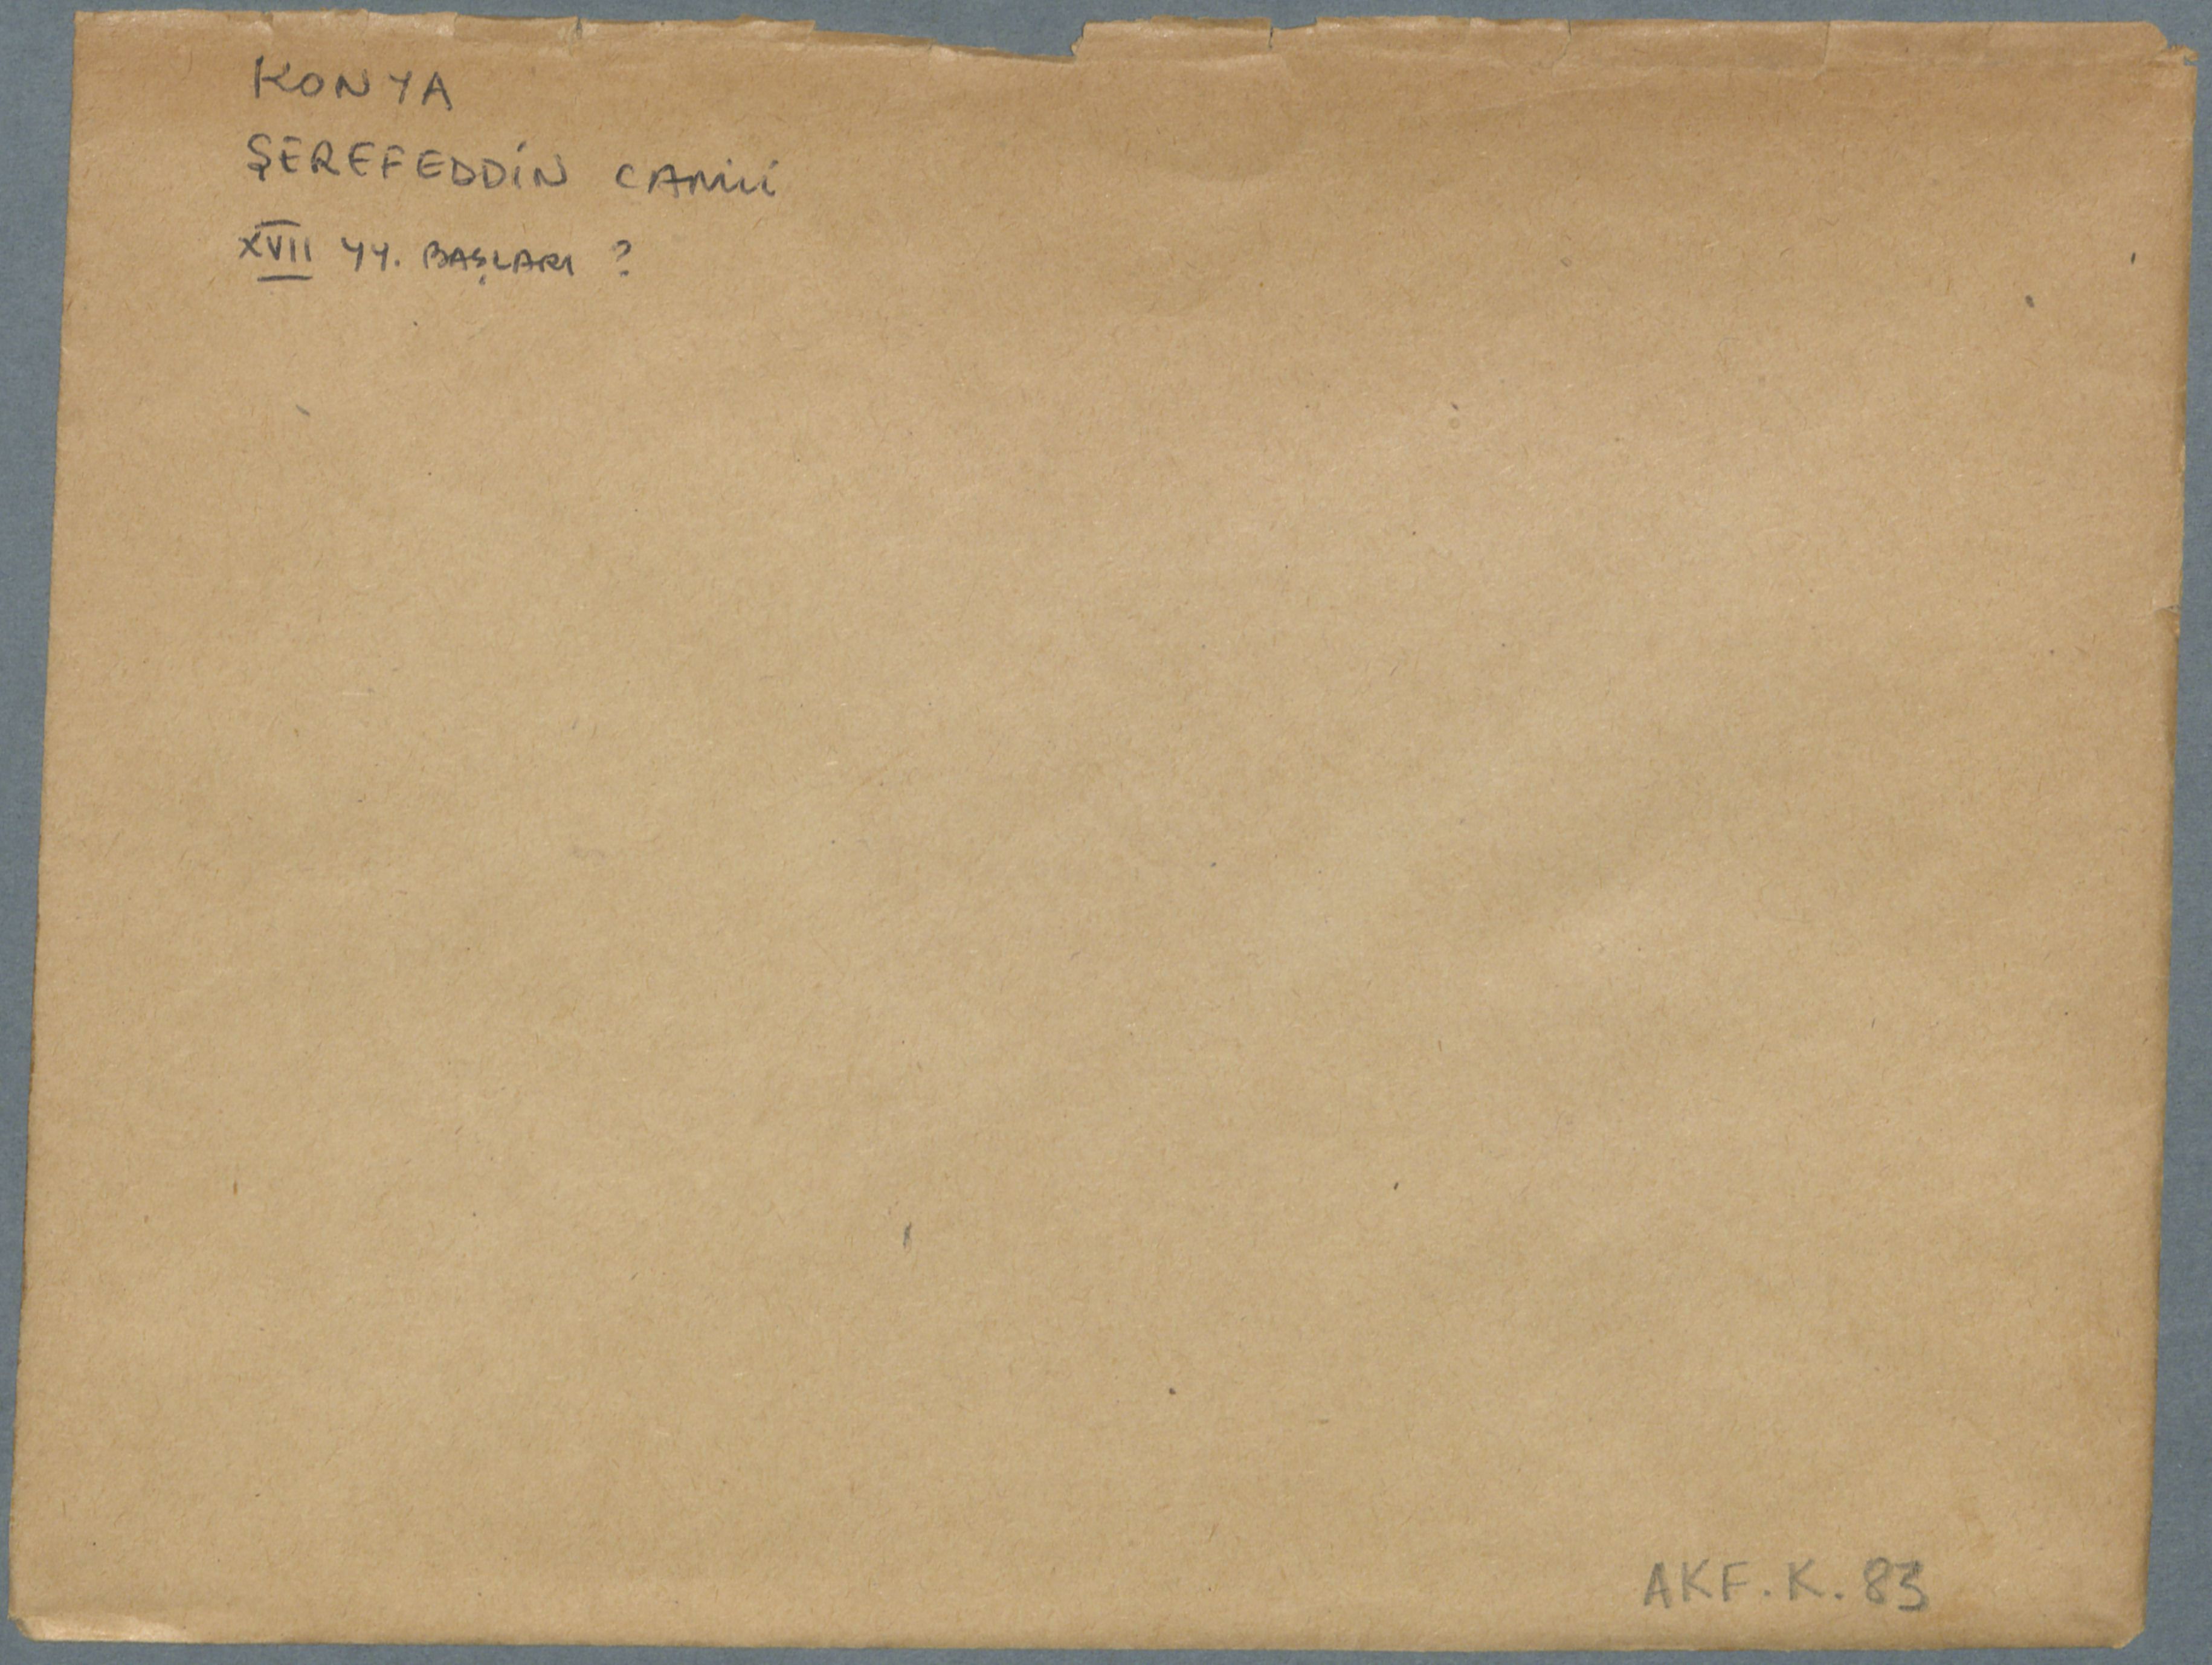 KONYA
ŞEREFEDDİN CAMİİ
XVII YY. BAŞLARI ?
AKF. K. 83